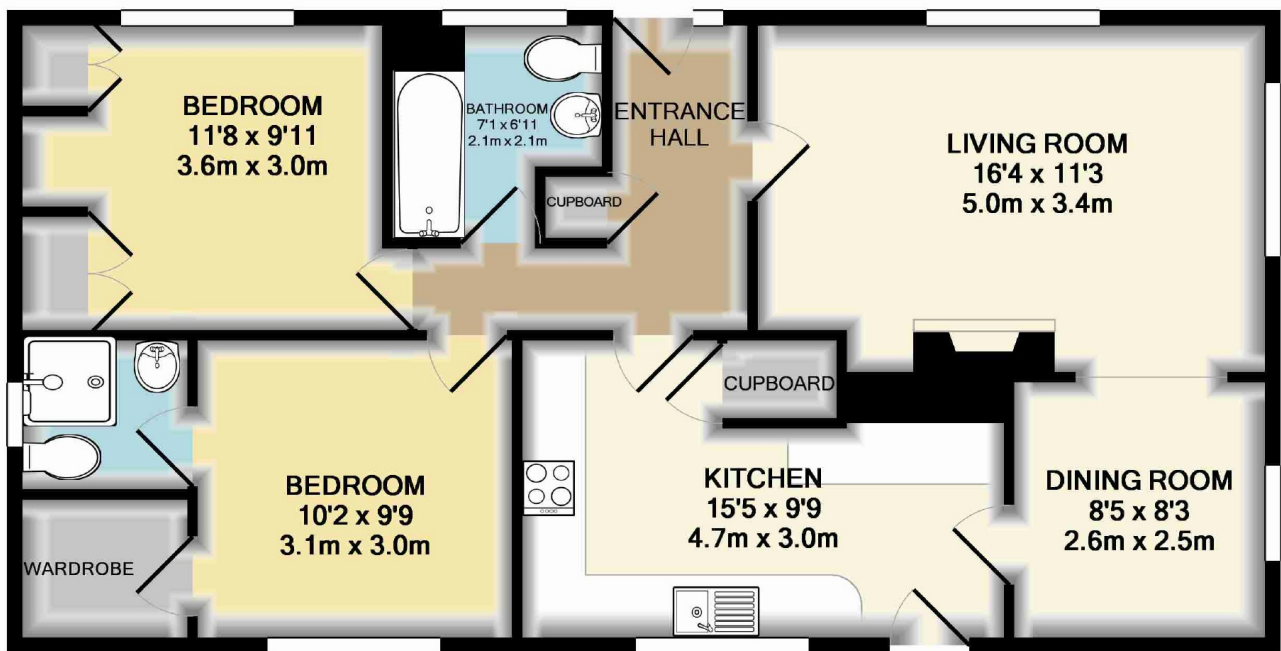 BEDROOM
11'8 x 9'11
3.6m x 3.0m
BATHROOM
7'1 x 6'11
2.1m x 2.1m
ENTRANCE
HALL
CUPBOARD
LIVING ROOM
16'4 x 11'3
5.0m x 3.4m
CUPBOARD
BEDROOM
10'2 x 9'9
3.1m x 3.0m
WARDROBE
KITCHEN
15'5 x 9'9
4.7m x 3.0m
DINING ROOM
8'5 x 8'3
2.6m x 2.5m